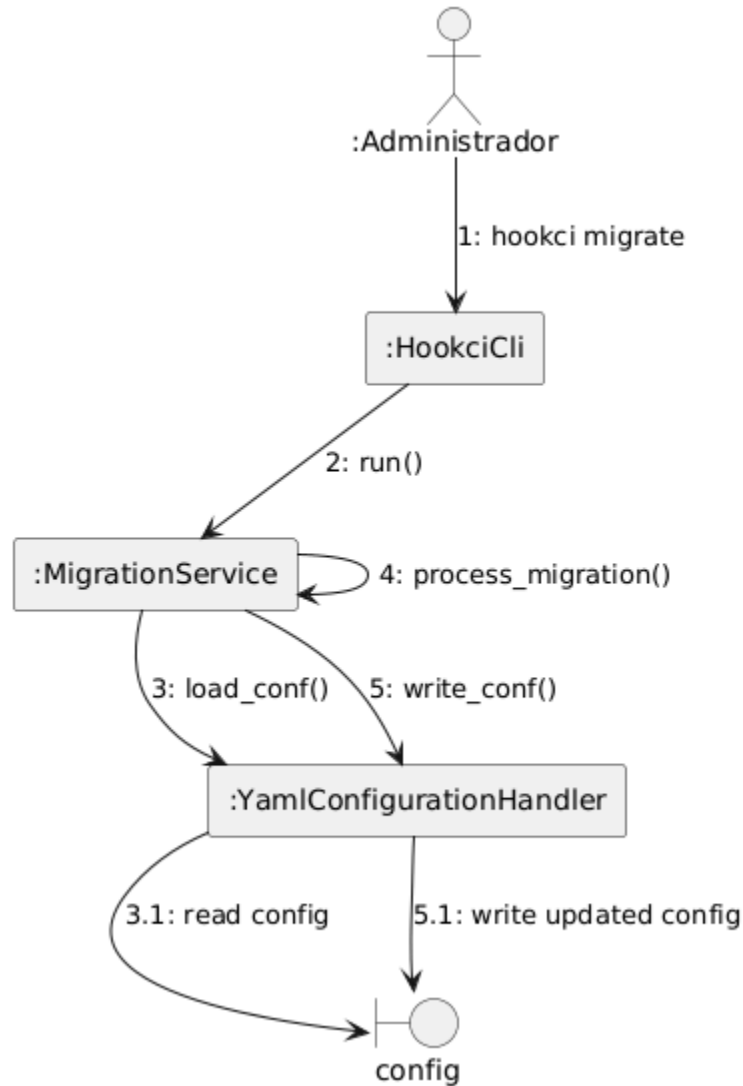 :Administrador
1: hookci migrate
:HookciCli
2: run()
:MigrationService
4: process_migration()
3: load_conf()
5: write_conf()
:YamlConfigurationHandler
3.1: read config
5.1: write updated config
config